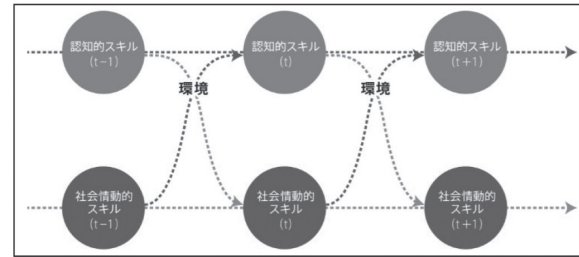 認知的スキル
(t−1)
認知的スキル
(t)
認知的スキル
(t+1)
環境
環境
社会情動的
スキル
(t−1)
社会情動的
スキル
(t)
社会情動的
スキル
(t+1)